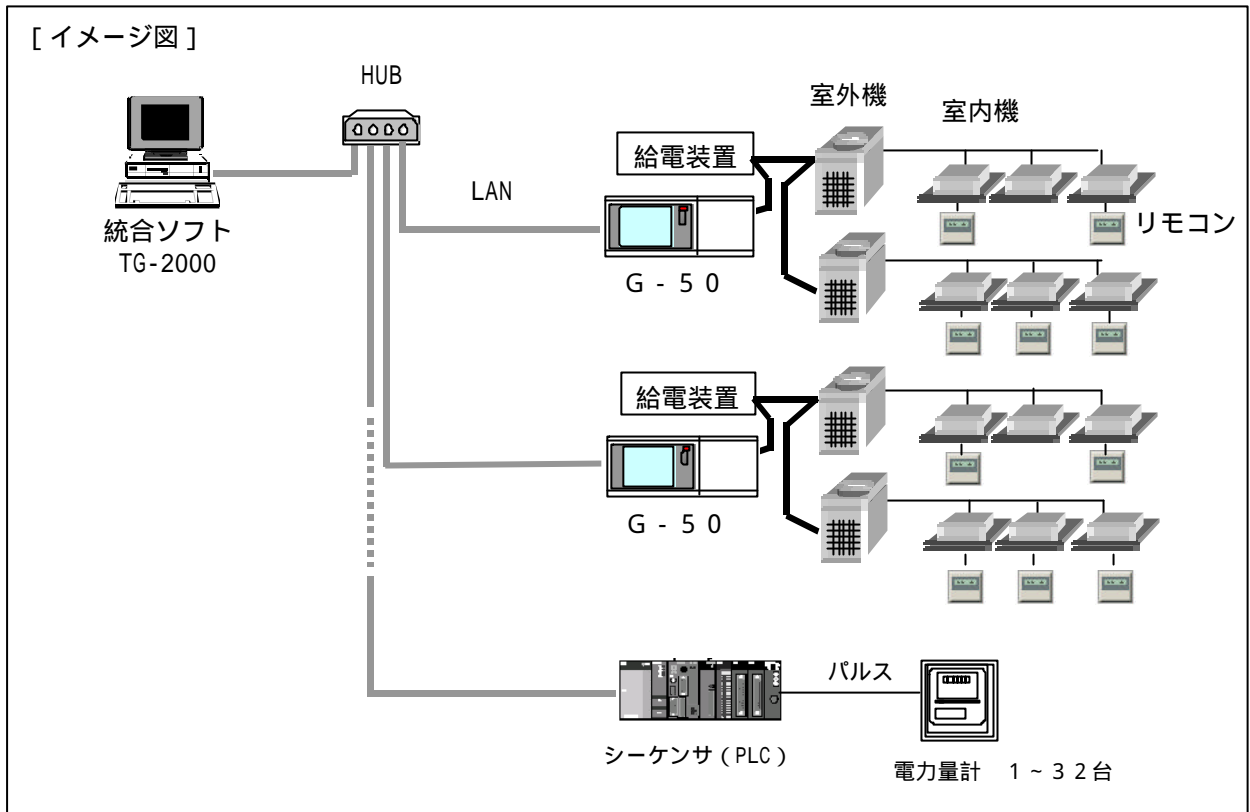 [イメージ図]
HUB
室外機
室内機
給電装置
LAN
リモコン
統合ソフト
TG-2000
G-50
給電装置
G-50
パルス
シーケンサ(PLC)
電力量計 1~32台